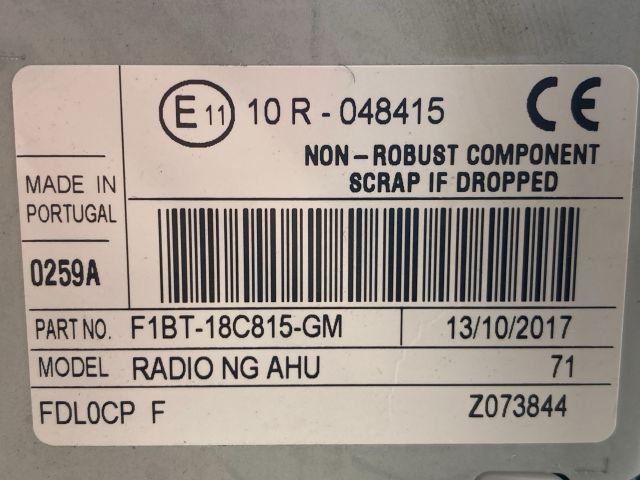 E 11 10 R - 048415 CE
NON - ROBUST COMPONENT
SCRAP IF DROPPED
MADE IN
PORTUGAL
0259A
PART NO. F1BT-18C815-GM 13/10/2017
MODEL RADIO NG AHU 71
FDL0CP F Z073844